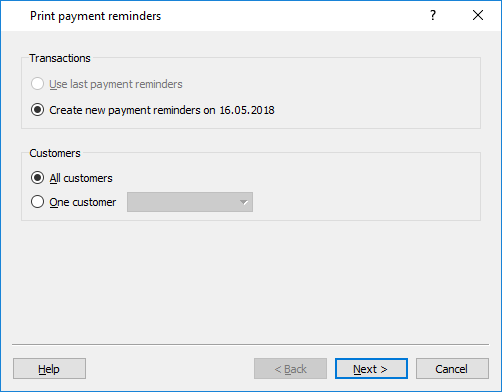 Print payment reminders
?
Transactions
Use last payment reminders
Create new payment reminders on 16.05.2018
Customers
All customers
One customer
Help
< Back
Next >
Cancel